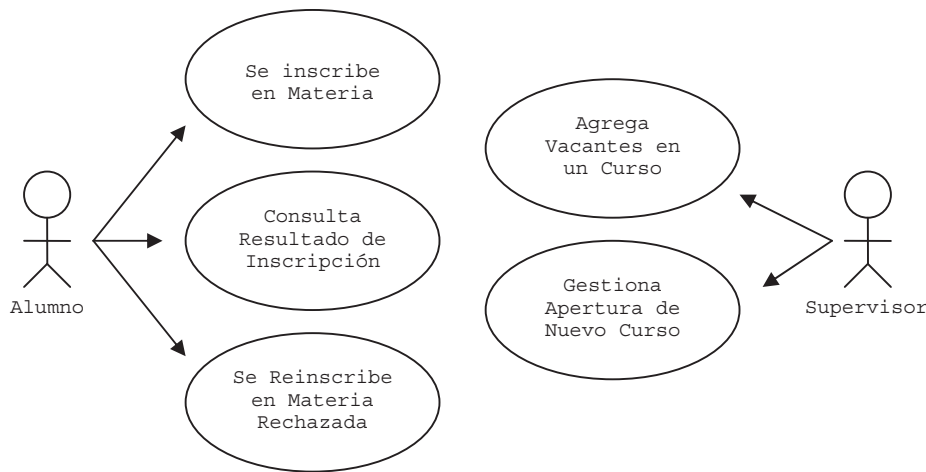 Se inscribe
en Materia
Agrega
Vacantes en
un Curso
Consulta
Resultado de
Inscripción
Gestiona
Apertura de
Nuevo Curso
Alumno
Supervisor
Se Reinscribe
en Materia
Rechazada